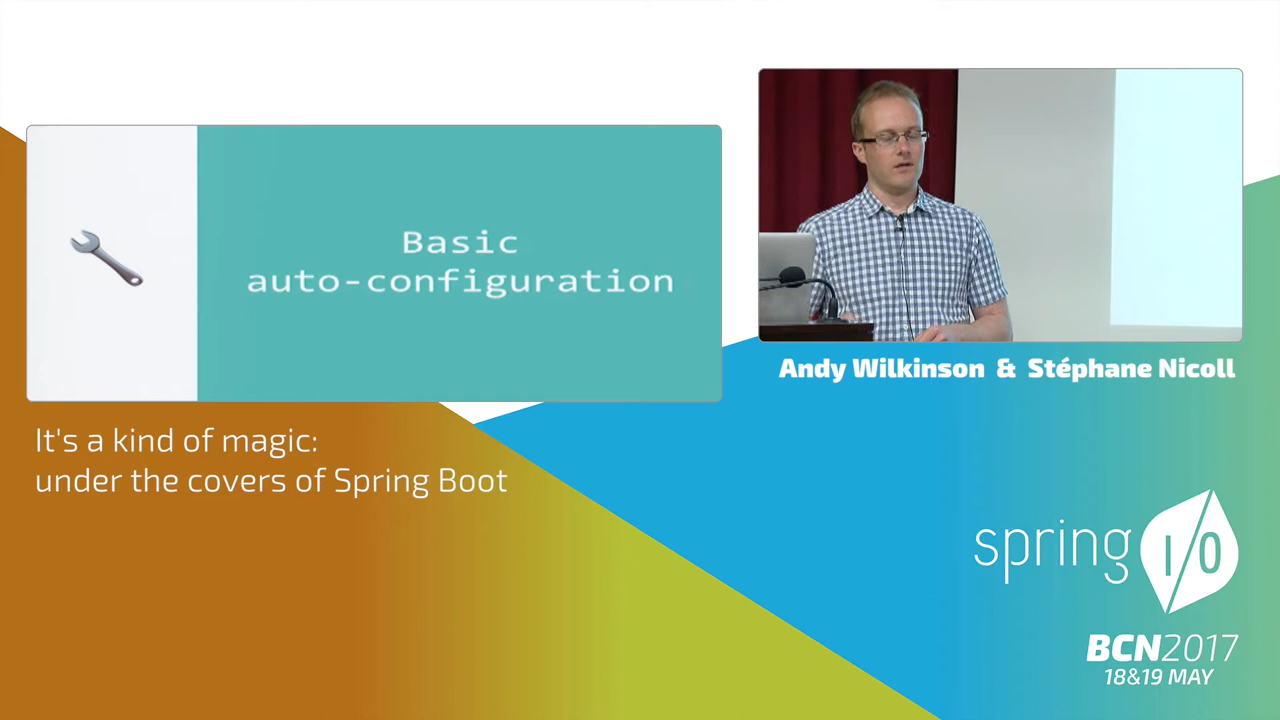 Basic
auto-configuration
Andy Wilkinson & Stéphane Nicoll
It's a kind of magic:
under the covers of Spring Boot
spring I/O
BCN2017
18&19 MAY